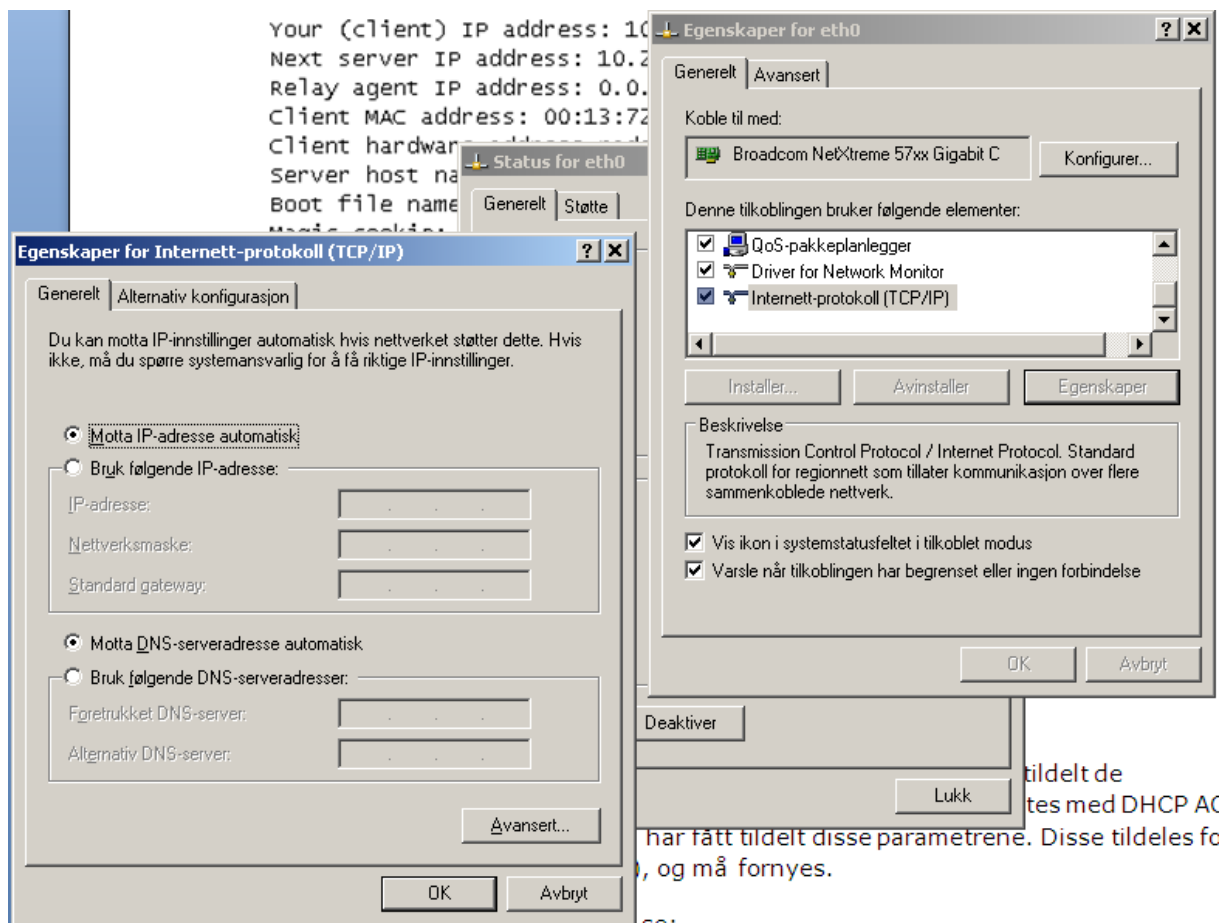 Your (client) IP address: 10
Next server IP address: 10.2
Relay agent IP address: 0.0.
Client MAC address: 00:13:72
Client hardware address
Server host na
Boot file name
Magic cookie:
Status for eth0
Generelt
Støtte
Deaktiver
Lukk
Egenskaper for eth0
Generelt
Avansert
Koble til med:
Broadcom NetXtreme 57xx Gigabit C
Konfigurer...
Denne tilkoblingen bruker følgende elementer:
QoS-pakkeplanlegger
Driver for Network Monitor
Internett-protokoll (TCP/IP)
Installer...
Avinstaller
Egenskaper
Beskrivelse
Transmission Control Protocol / Internet Protocol. Standard
protokoll for regionnett som tillater kommunikasjon over flere
sammenkoblede nettverk.
Vis ikon i systemstatusfeltet i tilkoblet modus
Varsle når tilkoblingen har begrenset eller ingen forbindelse
OK
Avbryt
Egenskaper for Internett-protokoll (TCP/IP)
Generelt
Alternativ konfigurasjon
Du kan motta IP-innstillinger automatisk hvis nettverket støtter dette. Hvis
ikke, må du spørre systemansvarlig for å få riktige IP-innstillinger.
Motta IP-adresse automatisk
Bruk følgende IP-adresse:
IP-adresse:
Nettverksmaske:
Standard gateway:
Motta DNS-serveradresse automatisk
Bruk følgende DNS-serveradresser:
Foretrukket DNS-server:
Alternativ DNS-server:
Avansert...
OK
Avbryt
tildelt de
tes med DHCP AC
har fått tildelt disse parametrene. Disse tildeles fo
), og må fornyes.